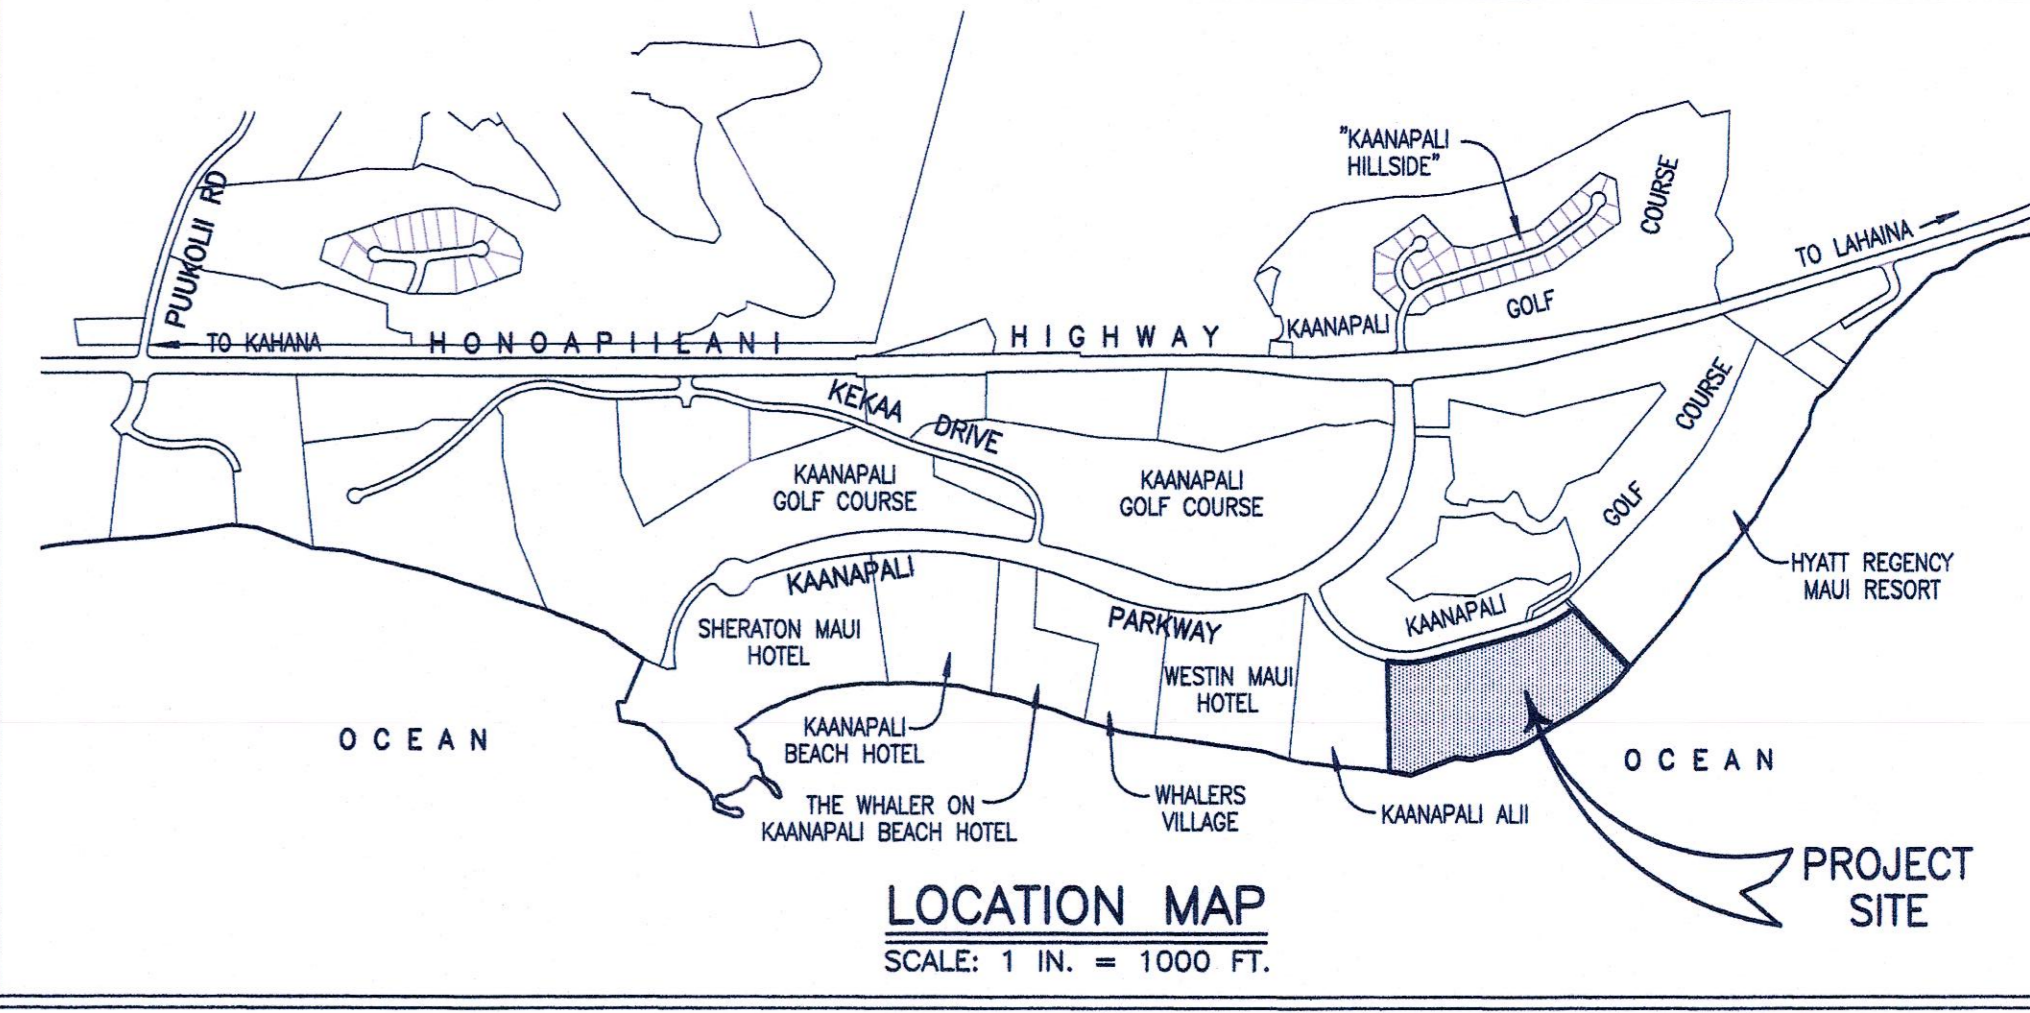 "KAANAPALI
HILLSIDE"
COURSE
PUUKOLII RD
TO LAHAINA
GOLF
KAANAPALI
TO KAHANA
HONOAPIILANI
HIGHWAY
KEKAA
DRIVE
COURSE
GOLF
KAANAPALI
KAANAPALI
GOLF COURSE
KAANAPALI
GOLF COURSE
HYATT REGENCY
MAUI RESORT
KAANAPALI
PARKWAY
SHERATON MAUI
HOTEL
WESTIN MAUI
HOTEL
OCEAN
KAANAPALI
BEACH HOTEL
THE WHALER ON
KAANAPALI BEACH HOTEL
WHALERS
VILLAGE
KAANAPALI ALII
OCEAN
PROJECT
SITE
LOCATION MAP
SCALE: 1 IN. = 1000 FT.